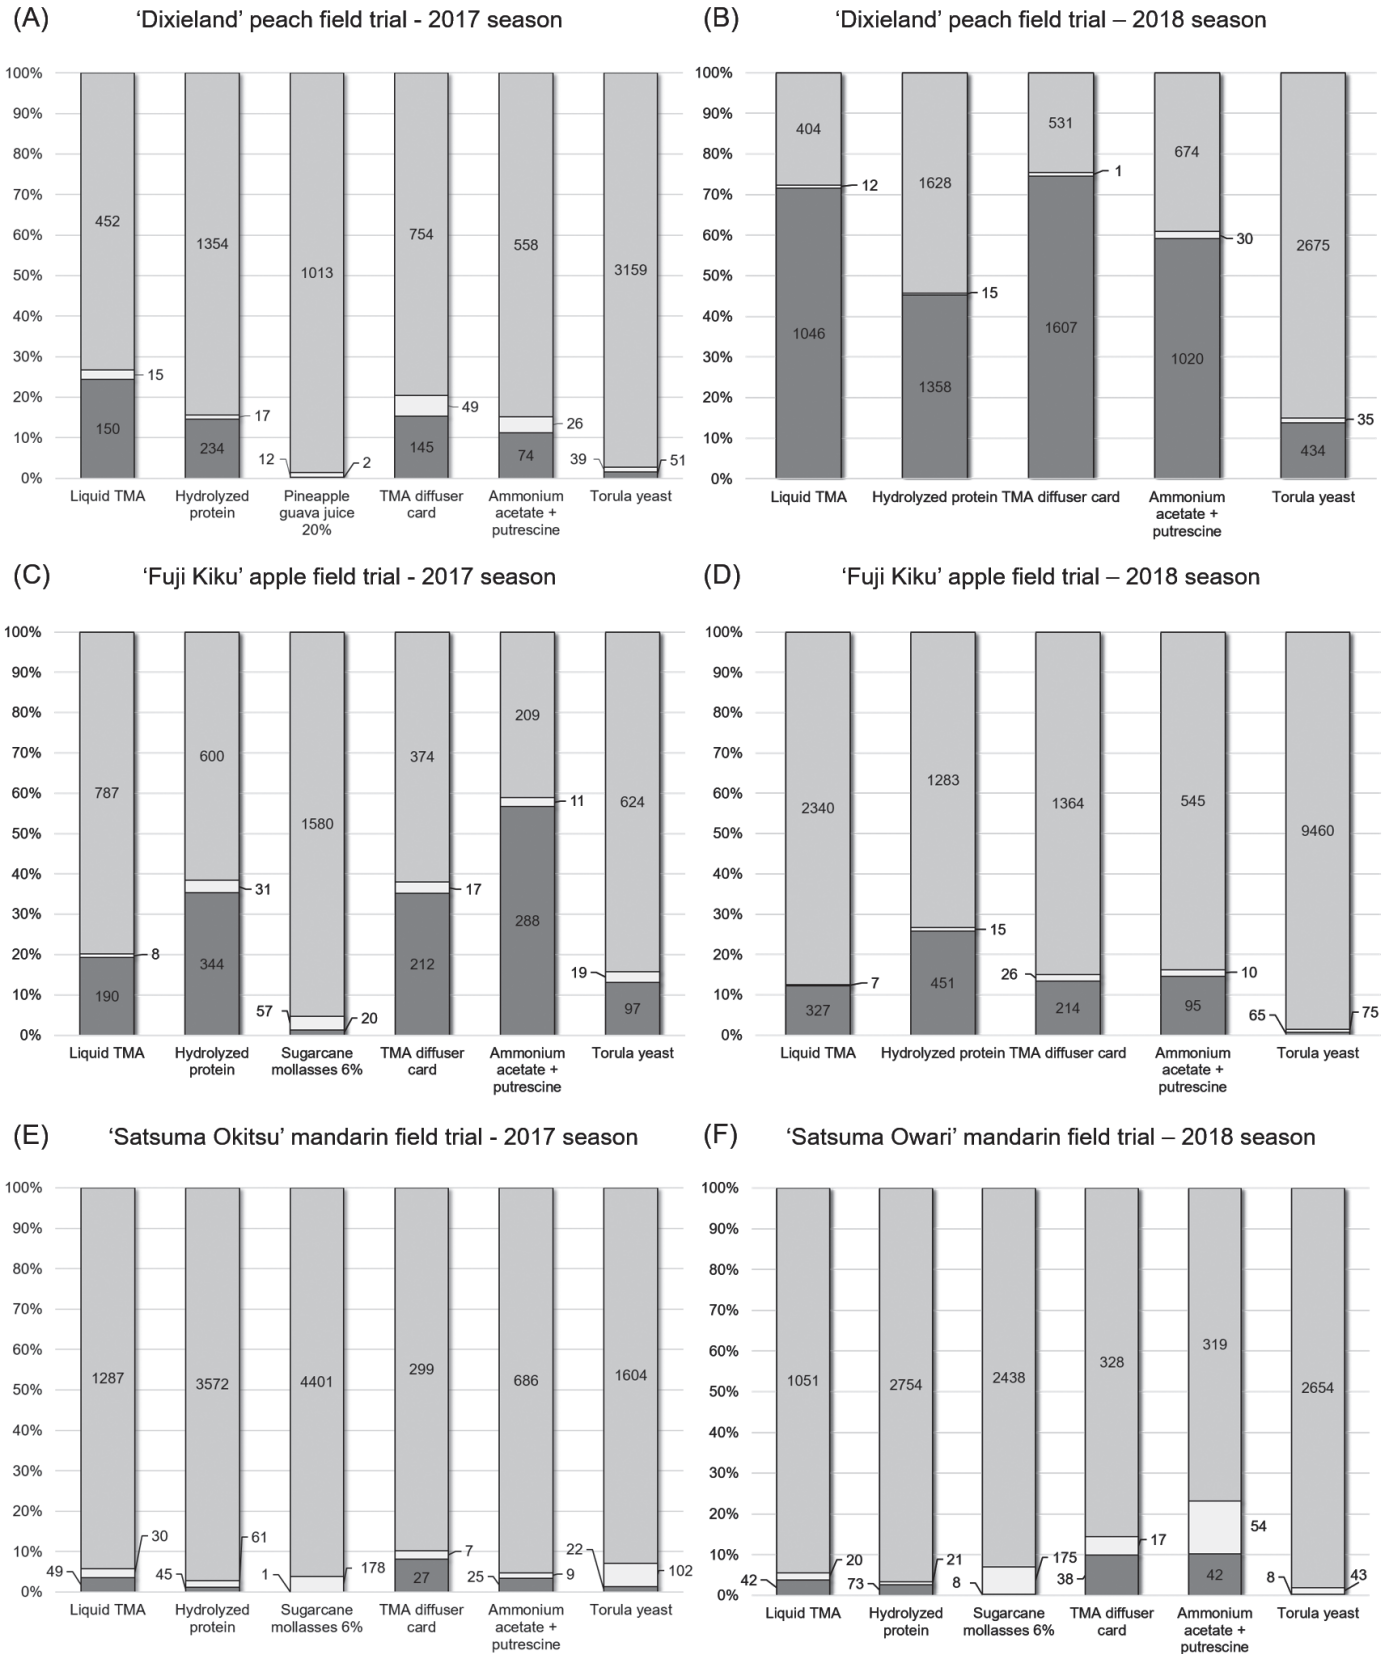 (A) 'Dixieland' peach field trial - 2017 season
100%
90%
80%
70%
60%
50%
40%
30%
20%
10%
0%
452
15
150
1354
17
234
1013
12
2
754
49
145
558
26
74
3159
39
51
Liquid TMA
Hydrolyzed
protein
Pineapple
guava juice
20%
TMA diffuser
card
Ammonium
acetate +
putrescine
Torula yeast
(B) 'Dixieland' peach field trial – 2018 season
100%
90%
80%
70%
60%
50%
40%
30%
20%
10%
0%
404
12
1046
1628
15
1358
531
1
1607
674
30
1020
2675
35
434
Liquid TMA
Hydrolyzed protein
TMA diffuser card
Ammonium
acetate +
putrescine
Torula yeast
(C) 'Fuji Kiku' apple field trial - 2017 season
100%
90%
80%
70%
60%
50%
40%
30%
20%
10%
0%
787
8
190
600
31
344
1580
57
20
374
17
212
209
11
288
624
19
97
Liquid TMA
Hydrolyzed
protein
Sugarcane
mollasses 6%
TMA diffuser
card
Ammonium
acetate +
putrescine
Torula yeast
(D) 'Fuji Kiku' apple field trial – 2018 season
100%
90%
80%
70%
60%
50%
40%
30%
20%
10%
0%
2340
7
327
1283
15
451
1364
26
214
545
10
95
9460
65
75
Liquid TMA
Hydrolyzed protein
TMA diffuser card
Ammonium
acetate +
putrescine
Torula yeast
(E) 'Satsuma Okitsu' mandarin field trial - 2017 season
100%
90%
80%
70%
60%
50%
40%
30%
20%
10%
0%
1287
30
49
3572
61
45
4401
1
178
299
7
27
686
25
9
1604
22
102
Liquid TMA
Hydrolyzed
protein
Sugarcane
mollasses 6%
TMA diffuser
card
Ammonium
acetate +
putrescine
Torula yeast
(F) 'Satsuma Owari' mandarin field trial – 2018 season
100%
90%
80%
70%
60%
50%
40%
30%
20%
10%
0%
1051
20
42
2754
21
73
2438
175
8
328
17
38
319
54
42
2654
8
43
Liquid TMA
Hydrolyzed
protein
Sugarcane
mollasses 6%
TMA diffuser
card
Ammonium
acetate +
putrescine
Torula yeast